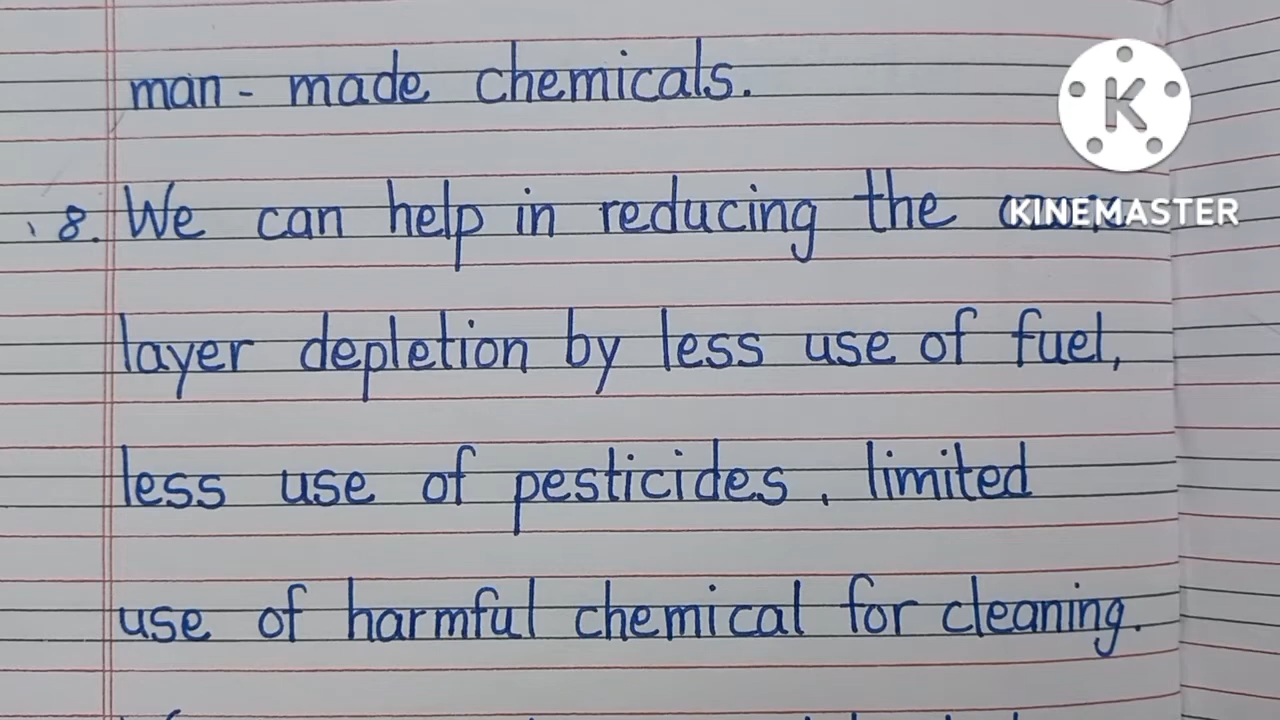 man - made chemicals.
KINEMASTER
8. We can help in reducing the
layer depletion by less use of fuel,
less use of pesticides, limited
use of harmful chemical for cleaning.